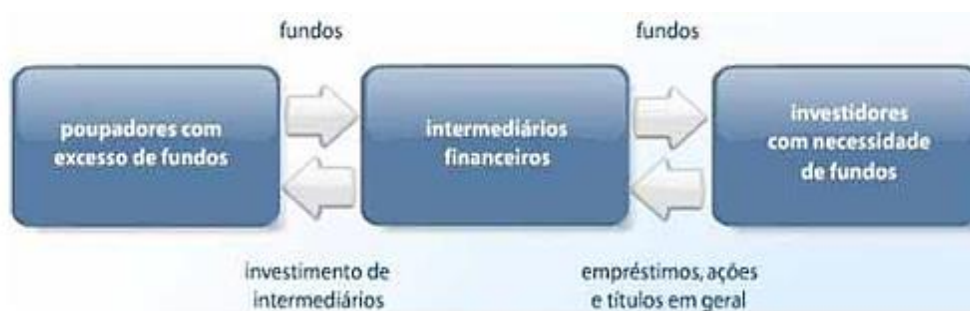 fundos
fundos
poupadores com
excesso de fundos
intermediários
financeiros
investidores
com necessidade
de fundos
investimento de
intermediários
empréstimos, ações
e títulos em geral